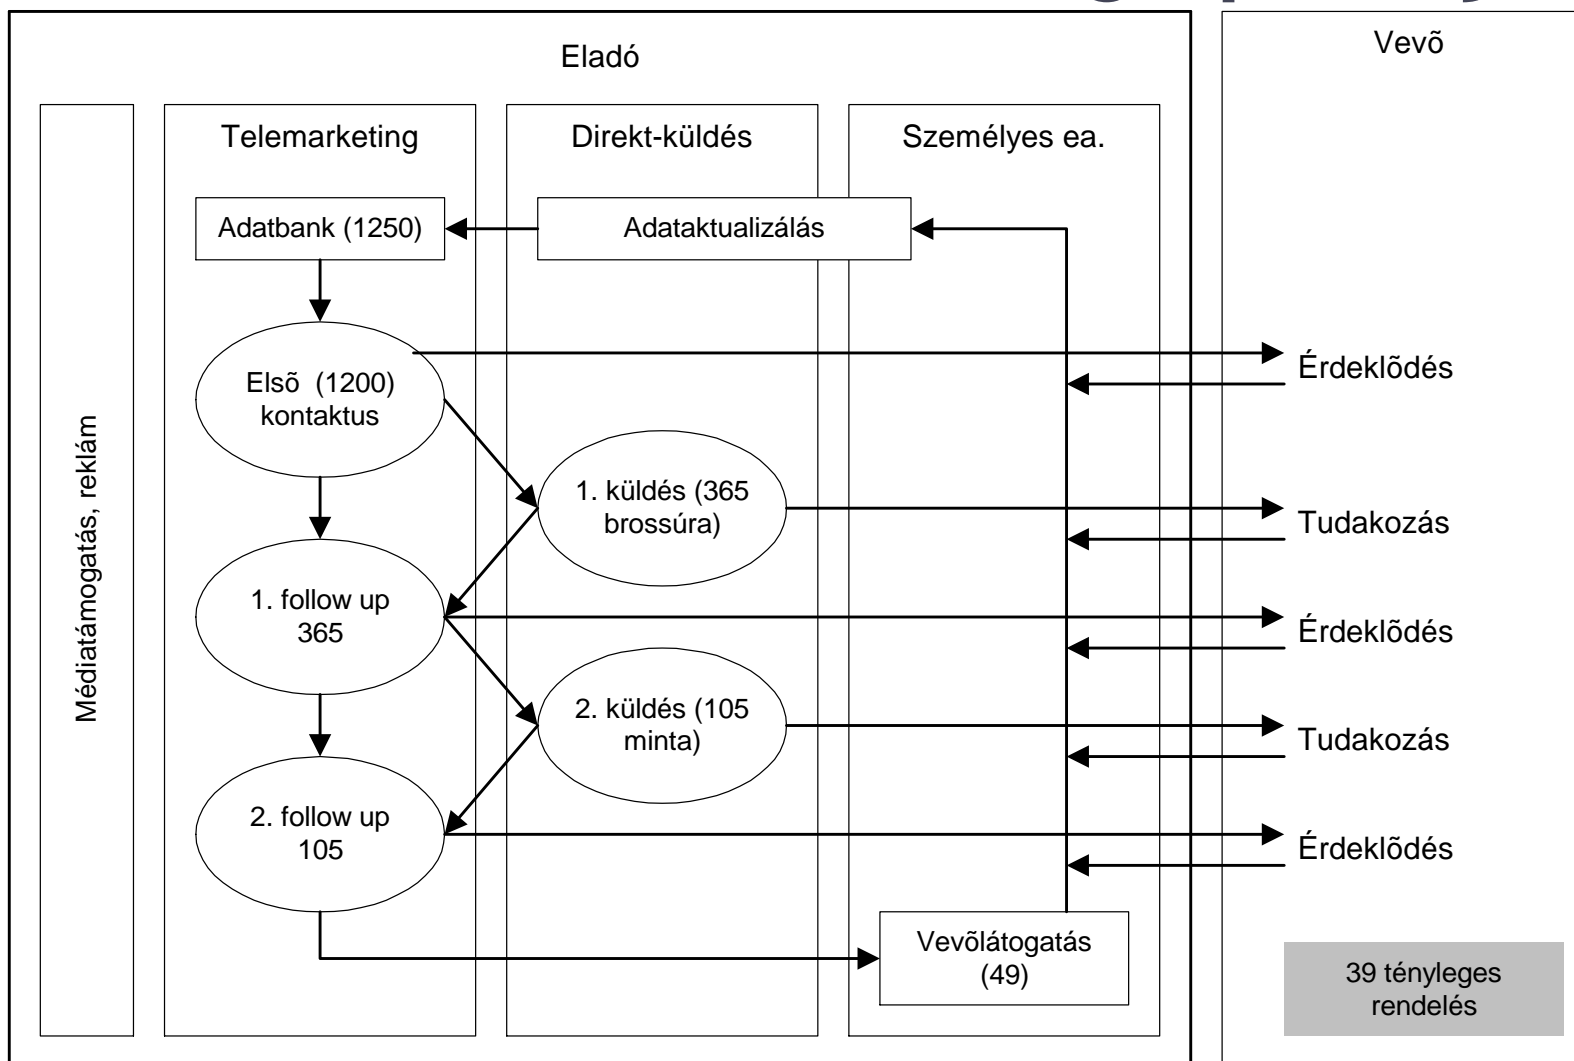 Eladó
Vevõ
Médiatámogatás, reklám
Telemarketing
Direkt-küldés
Személyes ea.
Adatbank (1250)
Adataktualizálás
Elsõ (1200)
kontaktus
Érdeklõdés
1. küldés (365
brossúra)
Tudakozás
1. follow up
365
Érdeklõdés
2. küldés (105
minta)
Tudakozás
2. follow up
105
Érdeklõdés
Vevõlátogatás
(49)
39 tényleges
rendelés